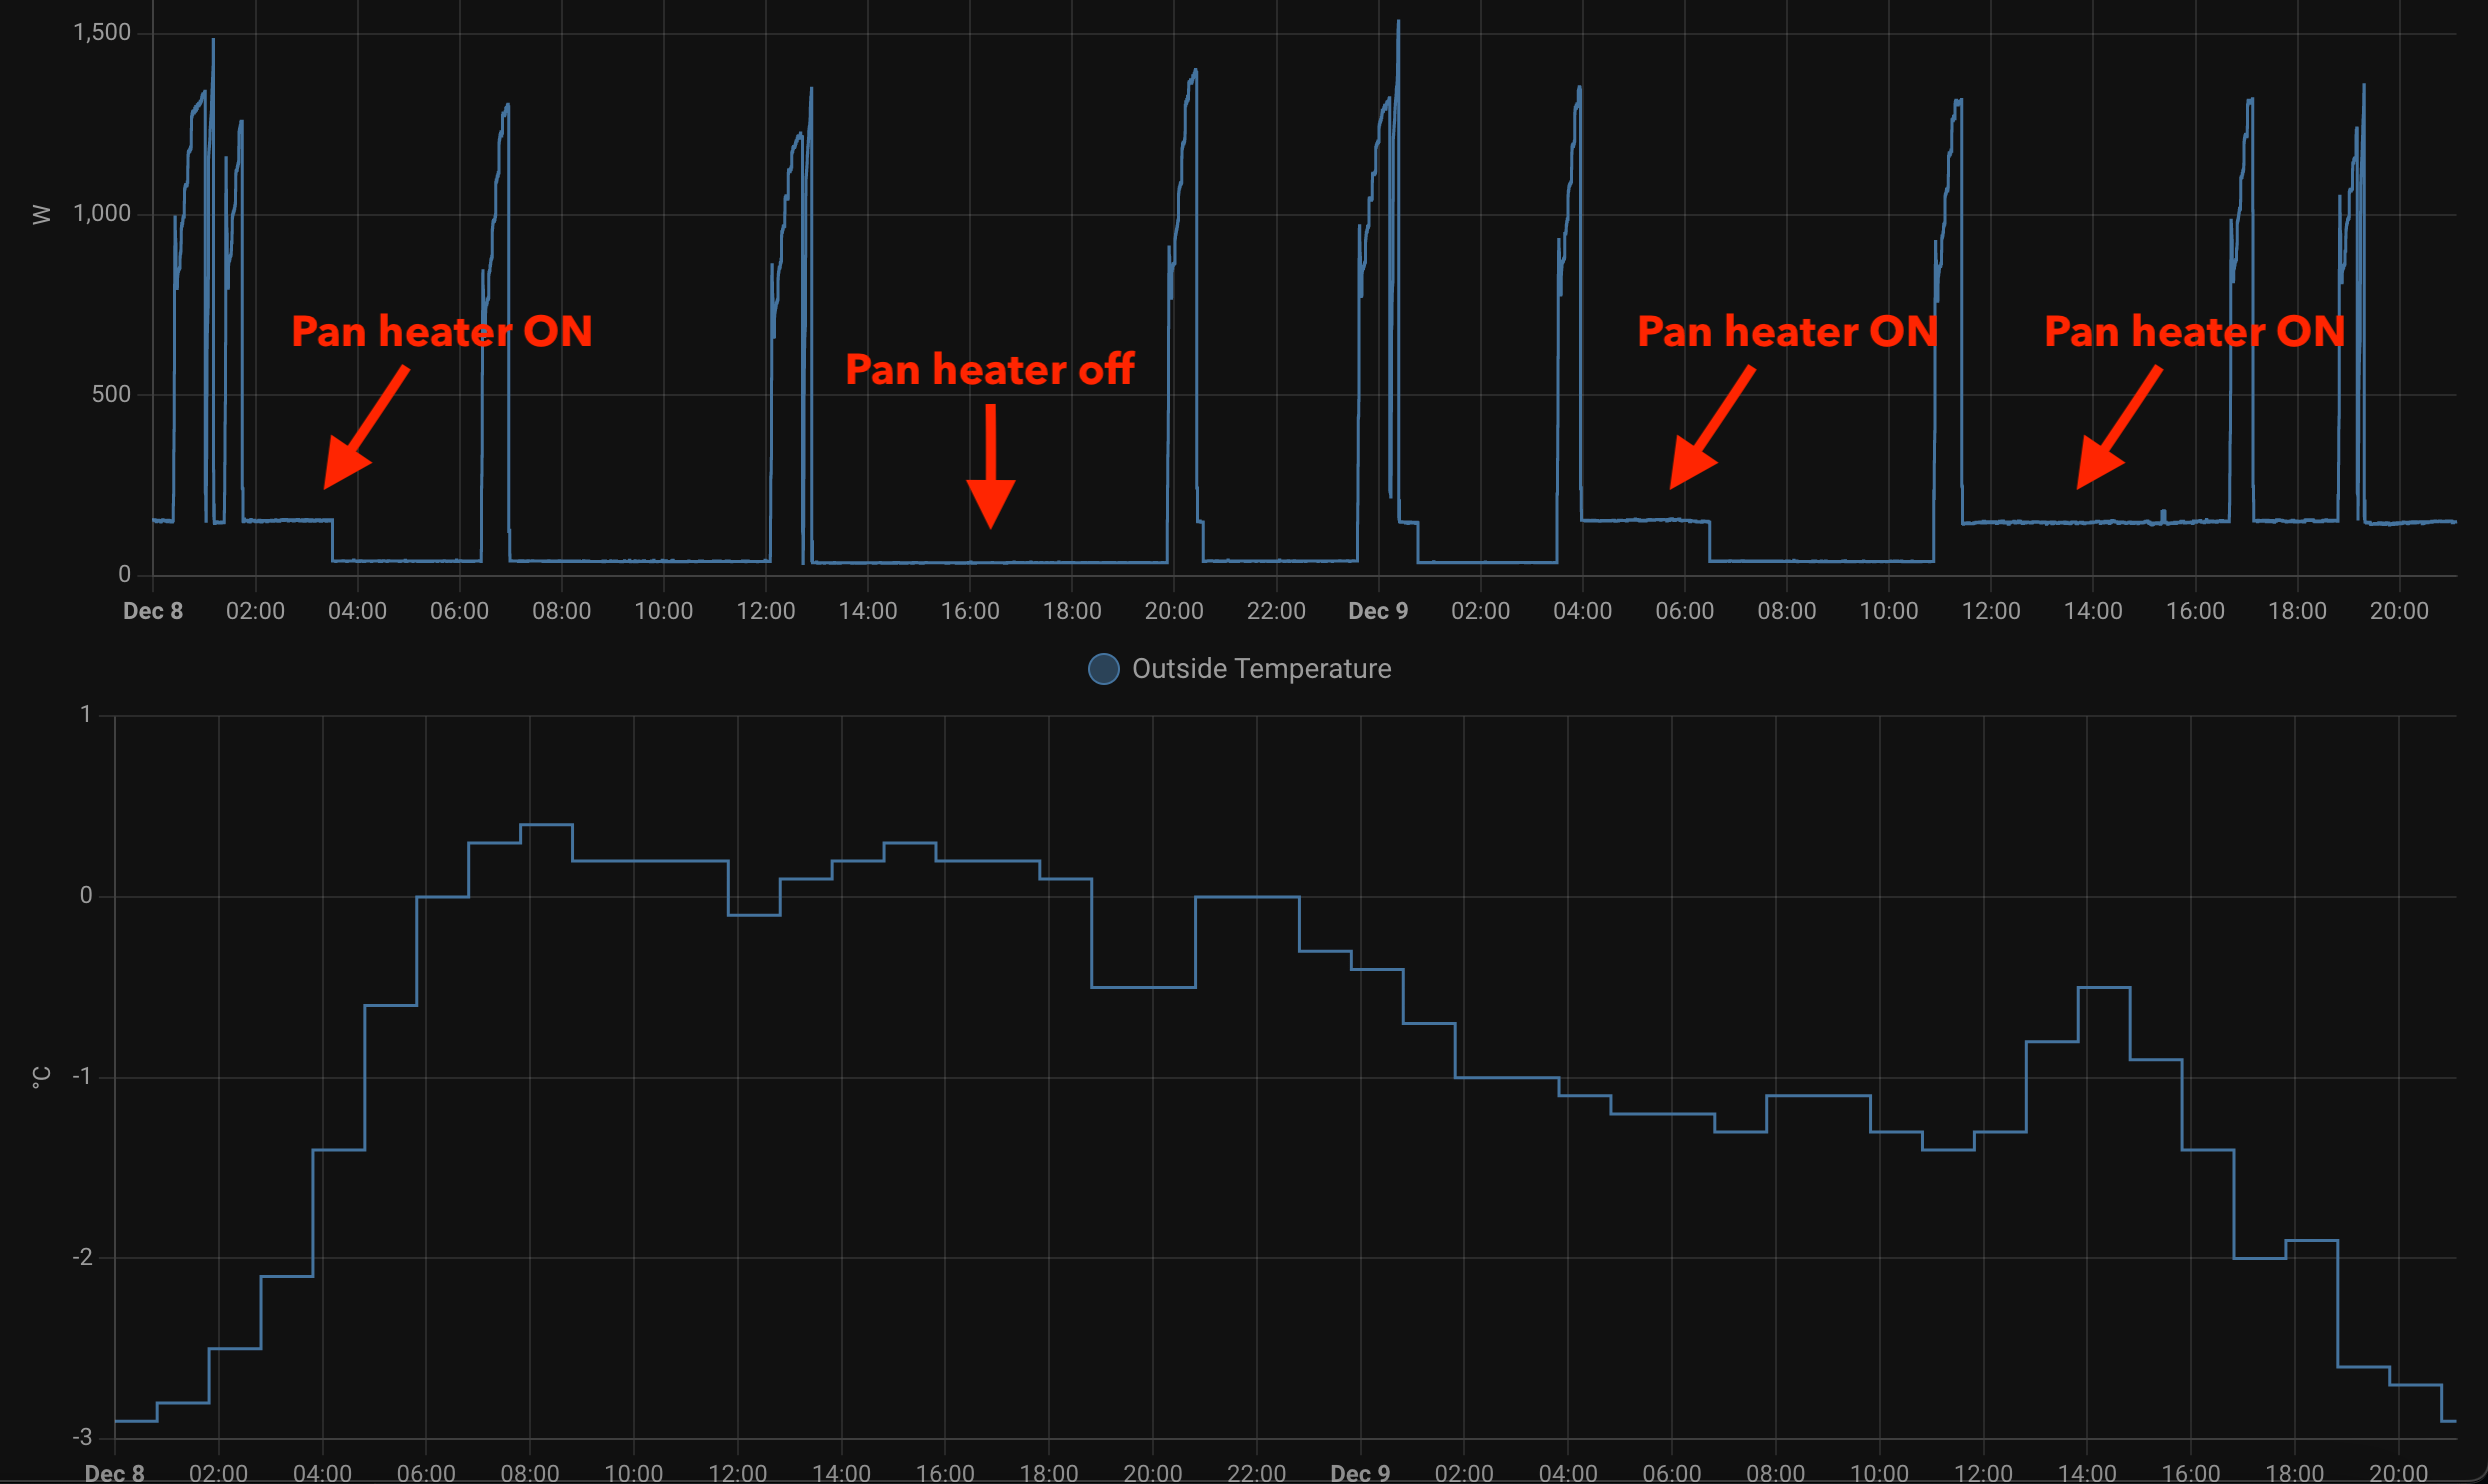 1,500
W
1,000
Pan heater ON
Pan heater off
Pan heater ON
Pan heater ON
500
0
Dec 8 02:00 04:00 06:00 08:00 10:00 12:00 14:00 16:00 18:00 20:00 22:00 Dec 9 02:00 04:00 06:00 08:00 10:00 12:00 14:00 16:00 18:00 20:00
Outside Temperature
1
0
°C
-1
-2
-3
Dec 8 02:00 04:00 06:00 08:00 10:00 12:00 14:00 16:00 18:00 20:00 22:00 Dec 9 02:00 04:00 06:00 08:00 10:00 12:00 14:00 16:00 18:00 20:00